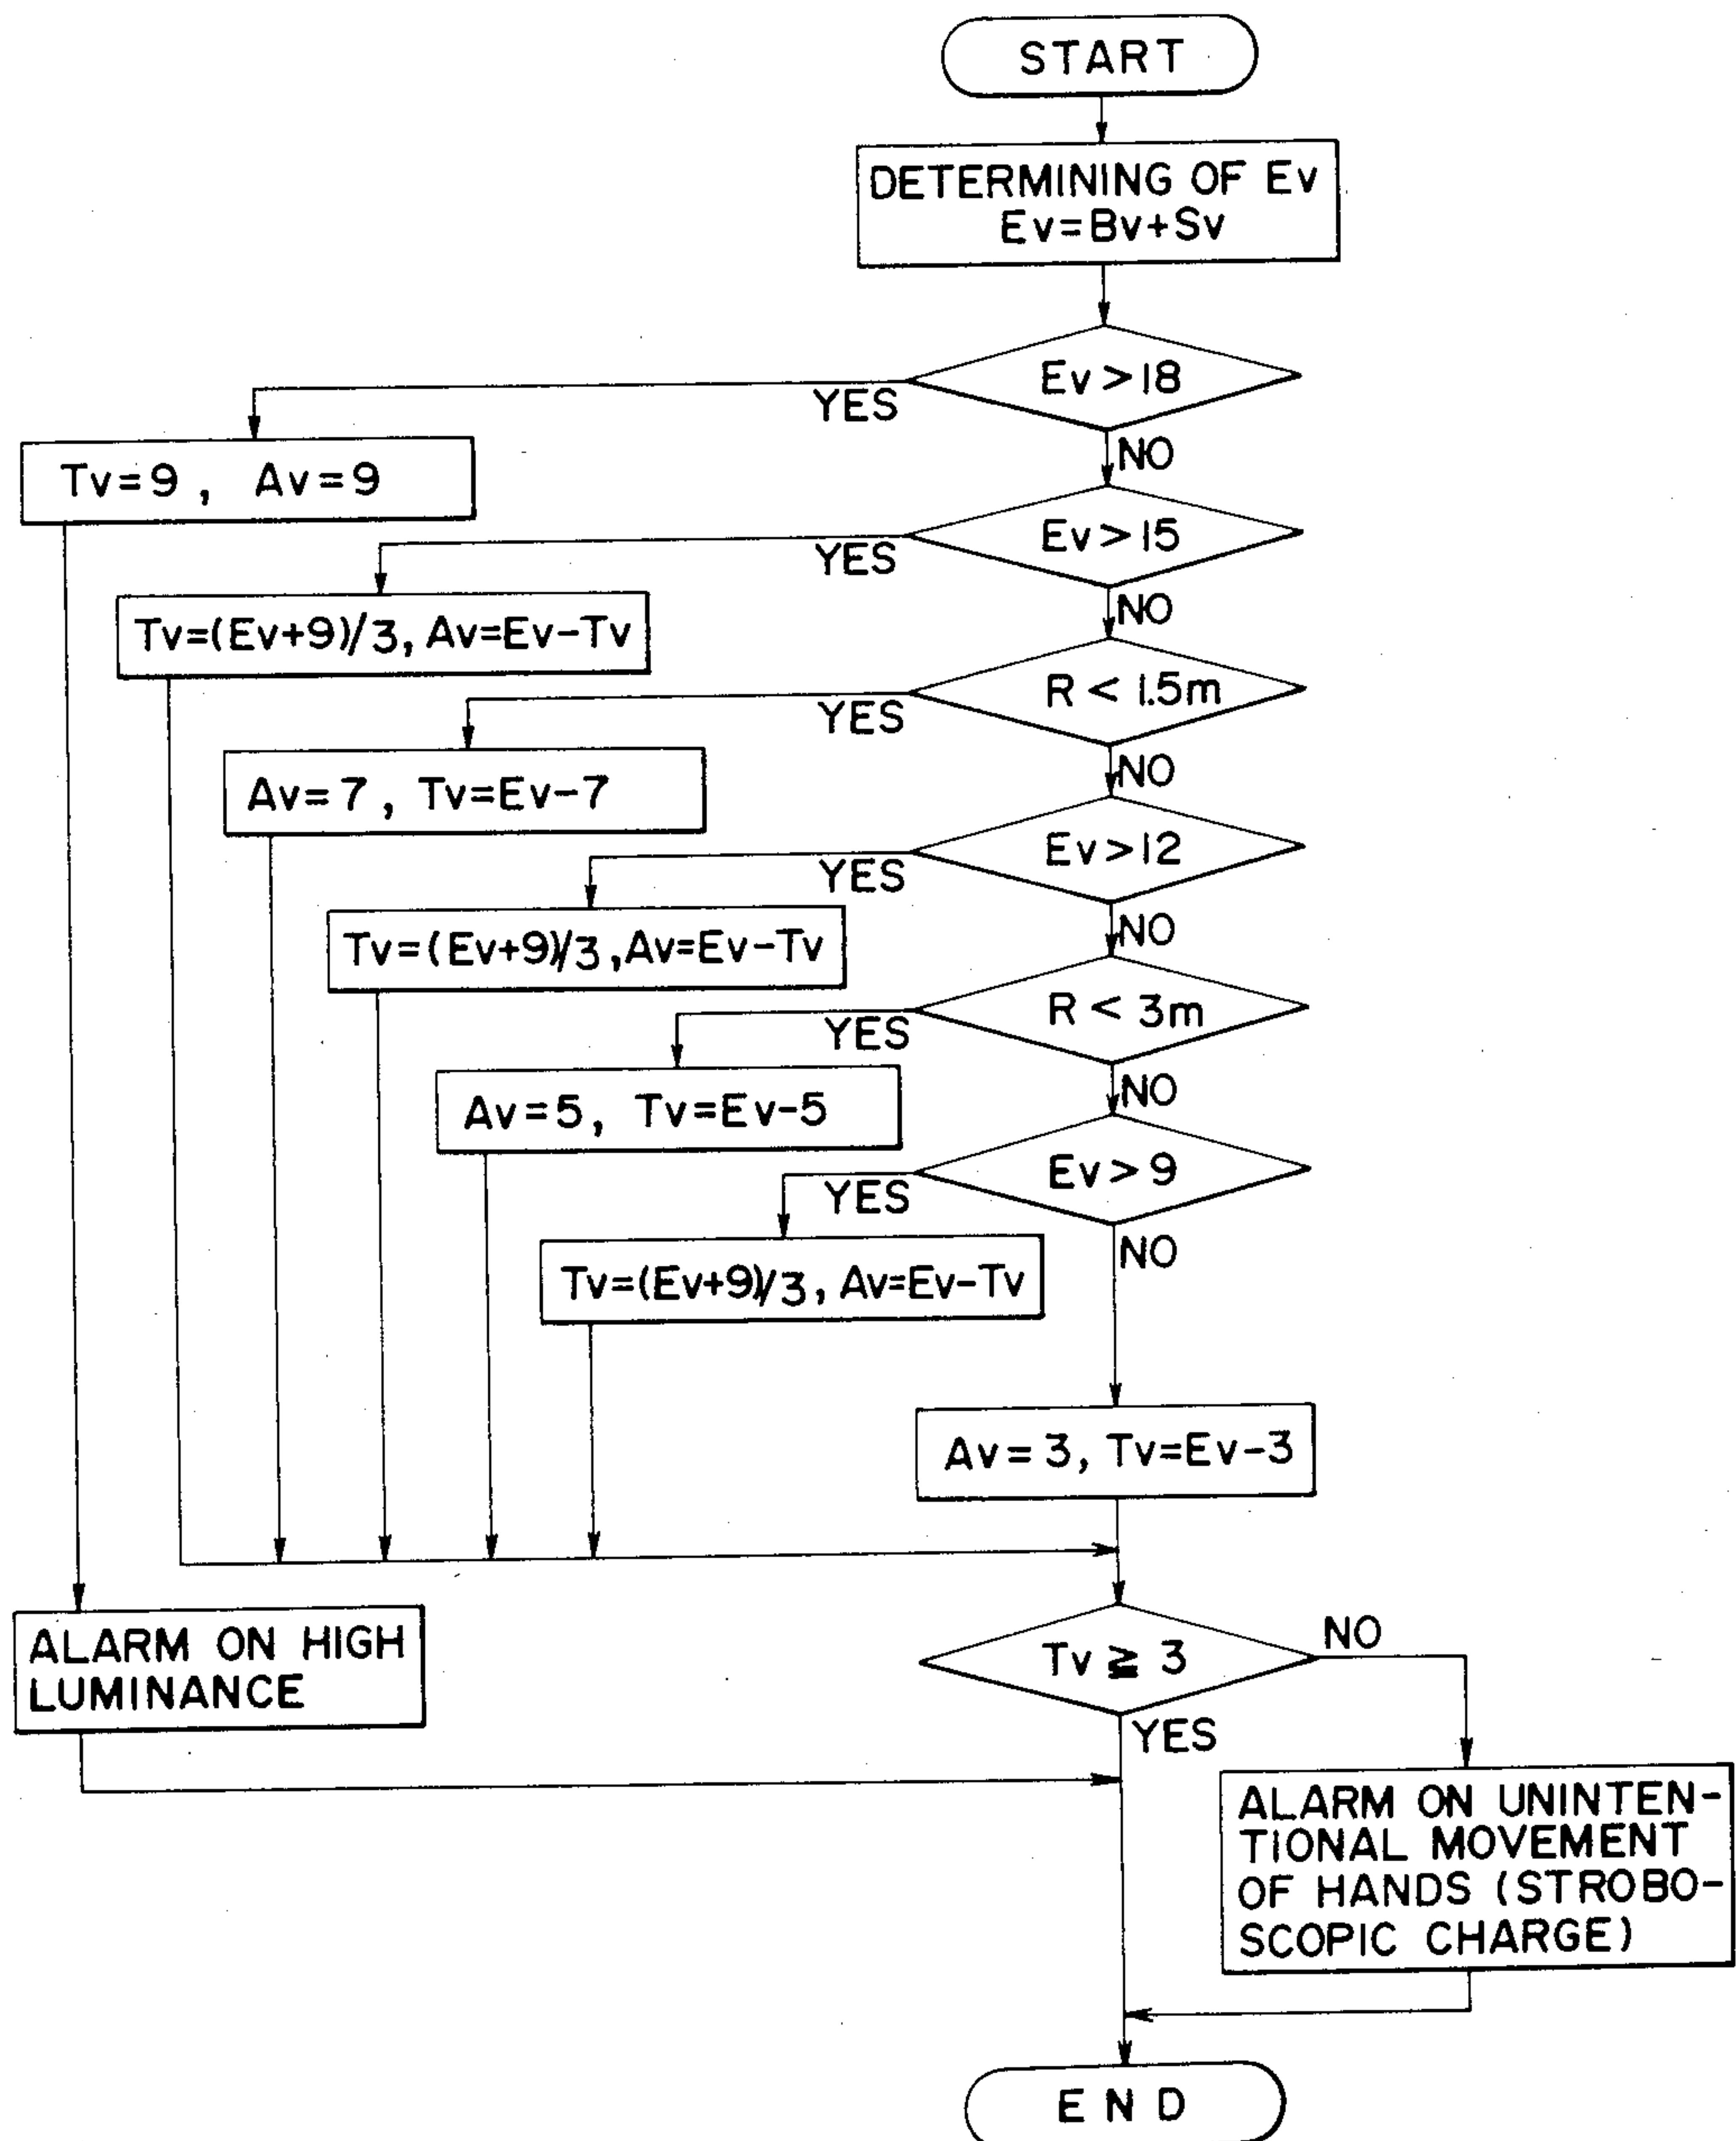 START
DETERMINING OF Ev
Ev=Bv+Sv
Ev>18
YES
NO
Tv=9, Av=9
Ev>15
YES
NO
Tv=(Ev+9)/3, Av=Ev-Tv
R < 1.5m
YES
NO
Av=7, Tv=Ev-7
Ev>12
YES
NO
Tv=(Ev+9)/3, Av=Ev-Tv
R < 3m
YES
NO
Av=5, Tv=Ev-5
Ev>9
YES
NO
Tv=(Ev+9)/3, Av=Ev-Tv
Av=3, Tv=Ev-3
ALARM ON HIGH
LUMINANCE
Tv ≧ 3
NO
YES
ALARM ON UNINTEN-
TIONAL MOVEMENT
OF HANDS (STROBO-
SCOPIC CHARGE)
END